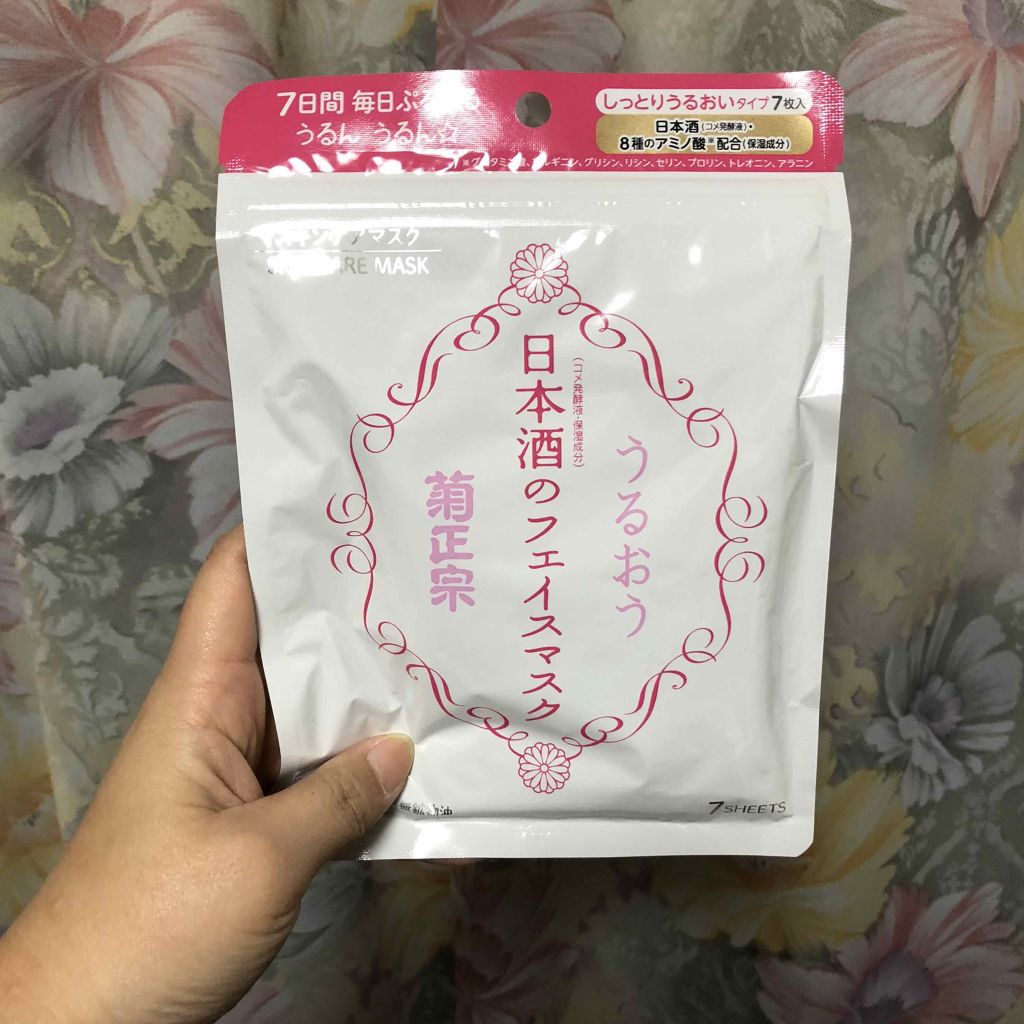 7日間 毎日
うるん うるん☆
しっとりうるおいタイプ 7枚入
日本酒(コメ発酵液)・
8種のアミノ酸※配合(保湿成分)
グリシン、リシン、セリン、プロリン、トレオニン、アラニン
マスク
MASK
うるおう
日本酒のフェイスマスク
(コメ発酵液・保湿成分)
菊正宗
7 SHEETS